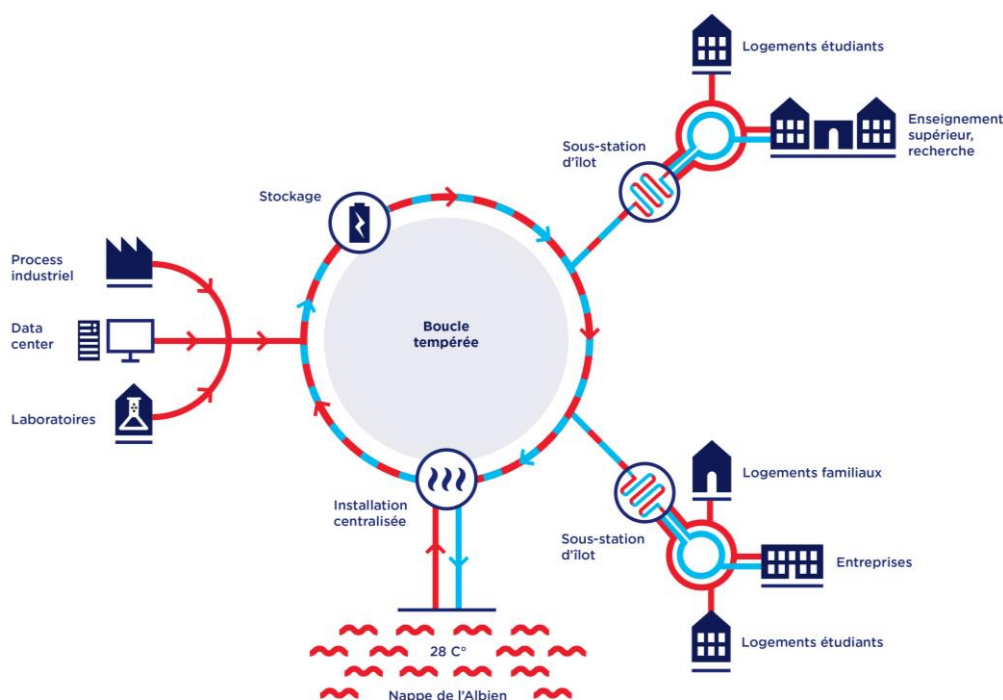 Logements étudiants
Enseignement
supérieur,
recherche
Sous-station
d'îlot
Stockage
Process
industriel
Data
center
Laboratoires
Boucle
tempérée
Installation
centralisée
Logements familiaux
Sous-station
d'îlot
Entreprises
Logements étudiants
28 C°
Nappe de l'Albien